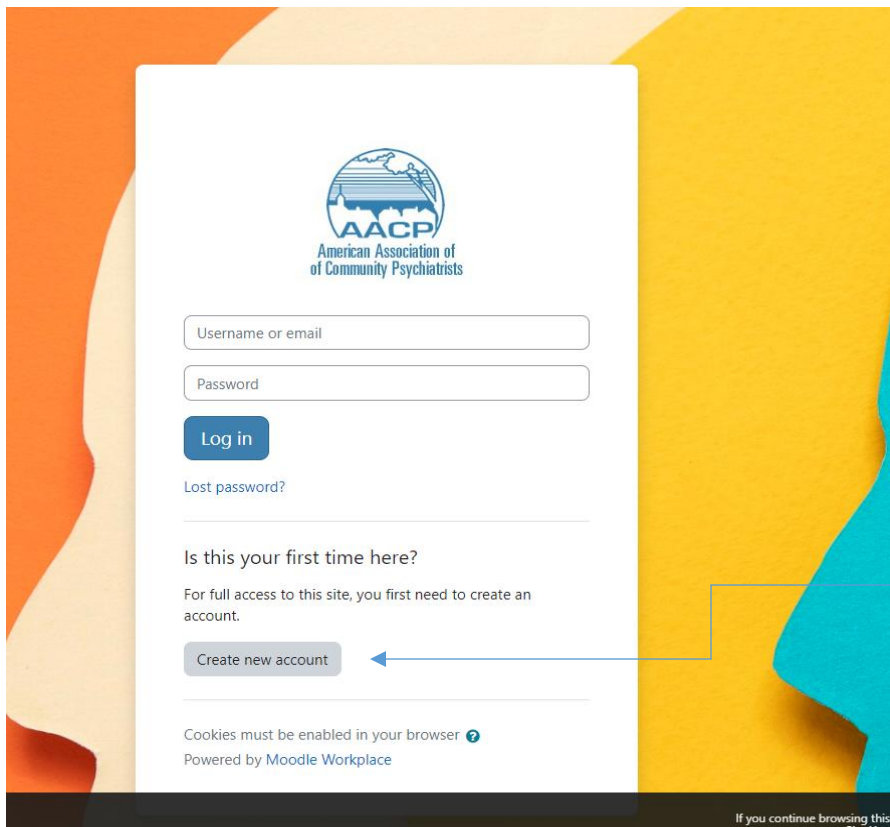 AACP
American Association of
of Community Psychiatrists
Username or email
Password
Log in
Lost password?
Is this your first time here?
For full access to this site, you first need to create an
account.
Create new account
Cookies must be enabled in your browser ?
Powered by Moodle Workplace
If you continue browsing this